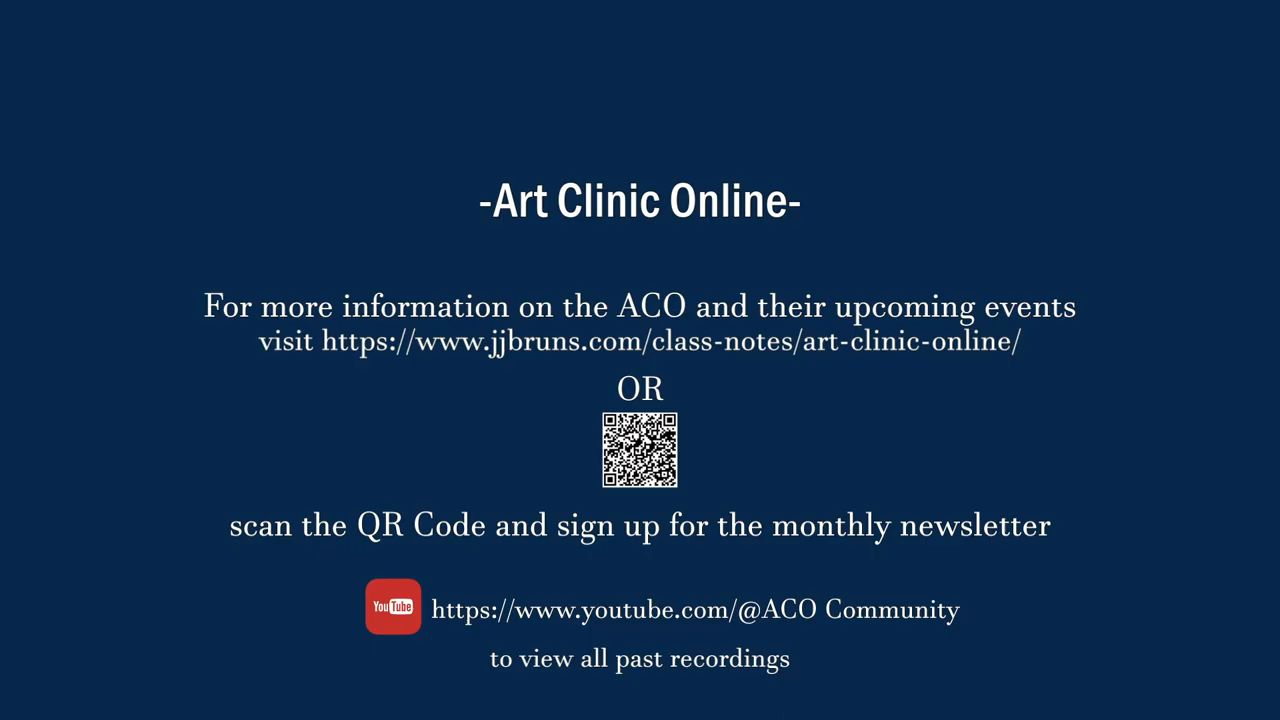 -Art Clinic Online-
For more information on the ACO and their upcoming events
visit https://www.jjbruns.com/class-notes/art-clinic-online/
OR
scan the QR Code and sign up for the monthly newsletter
YouTube https://www.youtube.com/@ACO Community
to view all past recordings